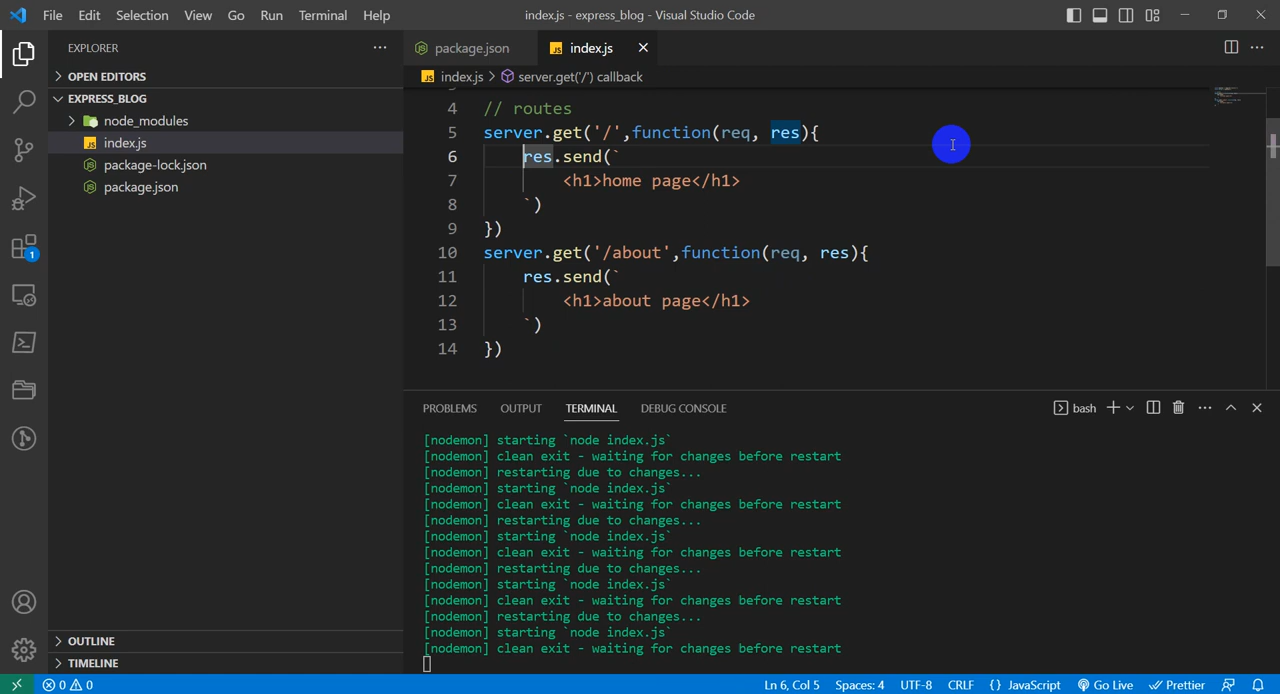 File Edit Selection View Go Run Terminal Help index.js - express_blog - Visual Studio Code
EXPLORER
OPEN EDITORS
EXPRESS_BLOG
node_modules
JS index.js
package-lock.json
package.json
1
OUTLINE
TIMELINE
package.json JS index.js
JS index.js > server.get('/') callback
4 // routes
5 server.get('/',function(req, res){
6 res.send(`
7 <h1>home page</h1>
8 `)
9 })
10 server.get('/about',function(req, res){
11 res.send(`
12 <h1>about page</h1>
13 `)
14 })
PROBLEMS OUTPUT TERMINAL DEBUG CONSOLE bash
[nodemon] starting `node index.js`
[nodemon] clean exit - waiting for changes before restart
[nodemon] restarting due to changes...
[nodemon] starting `node index.js`
[nodemon] clean exit - waiting for changes before restart
[nodemon] restarting due to changes...
[nodemon] starting `node index.js`
[nodemon] clean exit - waiting for changes before restart
[nodemon] restarting due to changes...
[nodemon] starting `node index.js`
[nodemon] clean exit - waiting for changes before restart
[nodemon] restarting due to changes...
[nodemon] starting `node index.js`
[nodemon] clean exit - waiting for changes before restart
0 0 Ln 6, Col 5 Spaces: 4 UTF-8 CRLF {} JavaScript Go Live Prettier